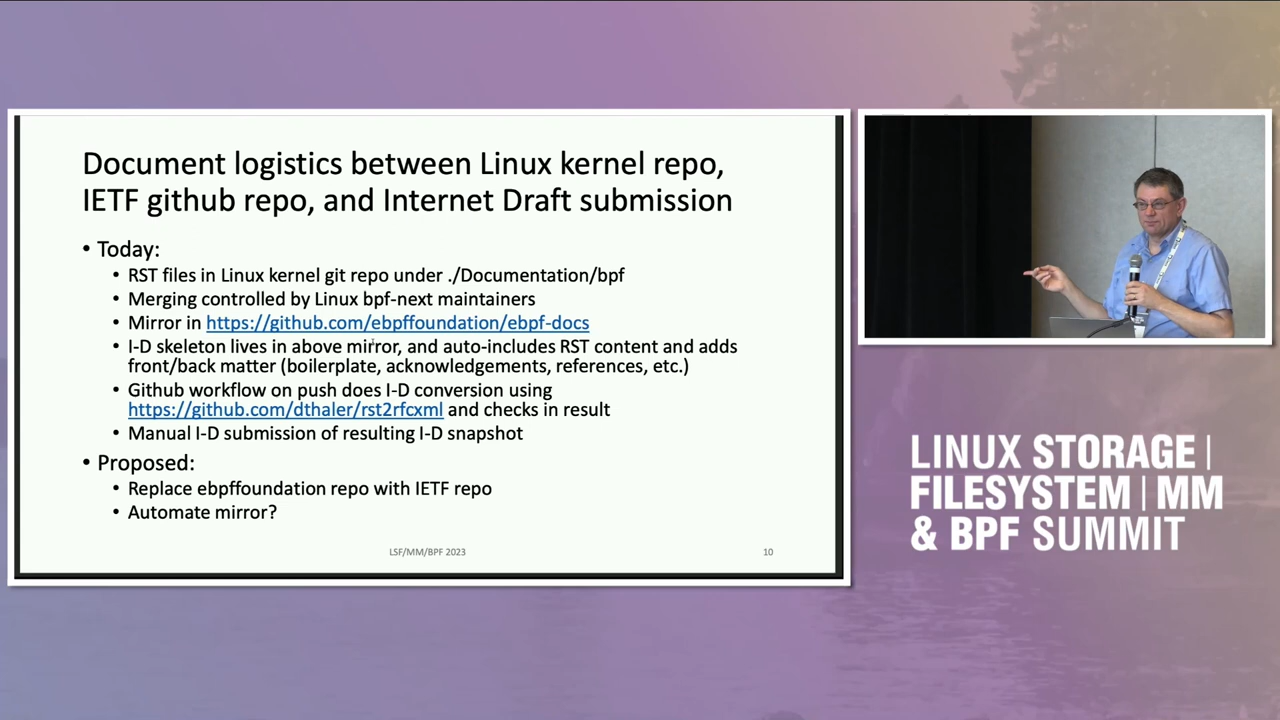 Document logistics between Linux kernel repo,
IETF github repo, and Internet Draft submission
• Today:
• RST files in Linux kernel git repo under ./Documentation/bpf
• Merging controlled by Linux bpf-next maintainers
• Mirror in https://github.com/ebpffoundation/ebpf-docs
• I-D skeleton lives in above mirror, and auto-includes RST content and adds
front/back matter (boilerplate, acknowledgements, references, etc.)
• Github workflow on push does I-D conversion using
https://github.com/dthaler/rst2rfcxml and checks in result
• Manual I-D submission of resulting I-D snapshot
• Proposed:
• Replace ebpffoundation repo with IETF repo
• Automate mirror?
LSF/MM/BPF 2023
10
LINUX STORAGE |
FILESYSTEM | MM
& BPF SUMMIT